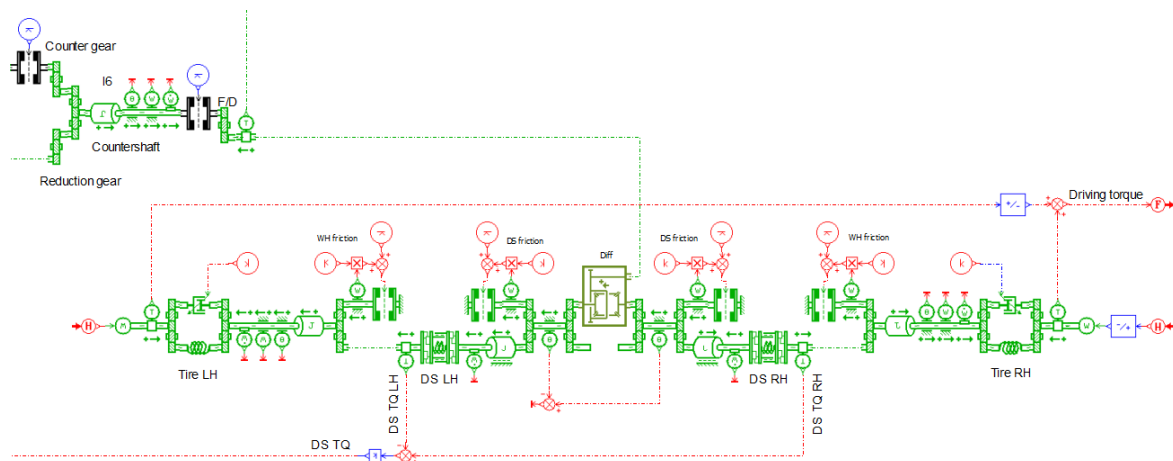 Counter gear
I6
F/D
T
θ
W
Countershaft
Reduction gear
+/-
Driving torque
F
WH friction
DS friction
Diff
DS friction
WH friction
H
J
-/+
H
Tire LH
DS LH
DS RH
Tire RH
DS TQ LH
DS TQ RH
DS TQ